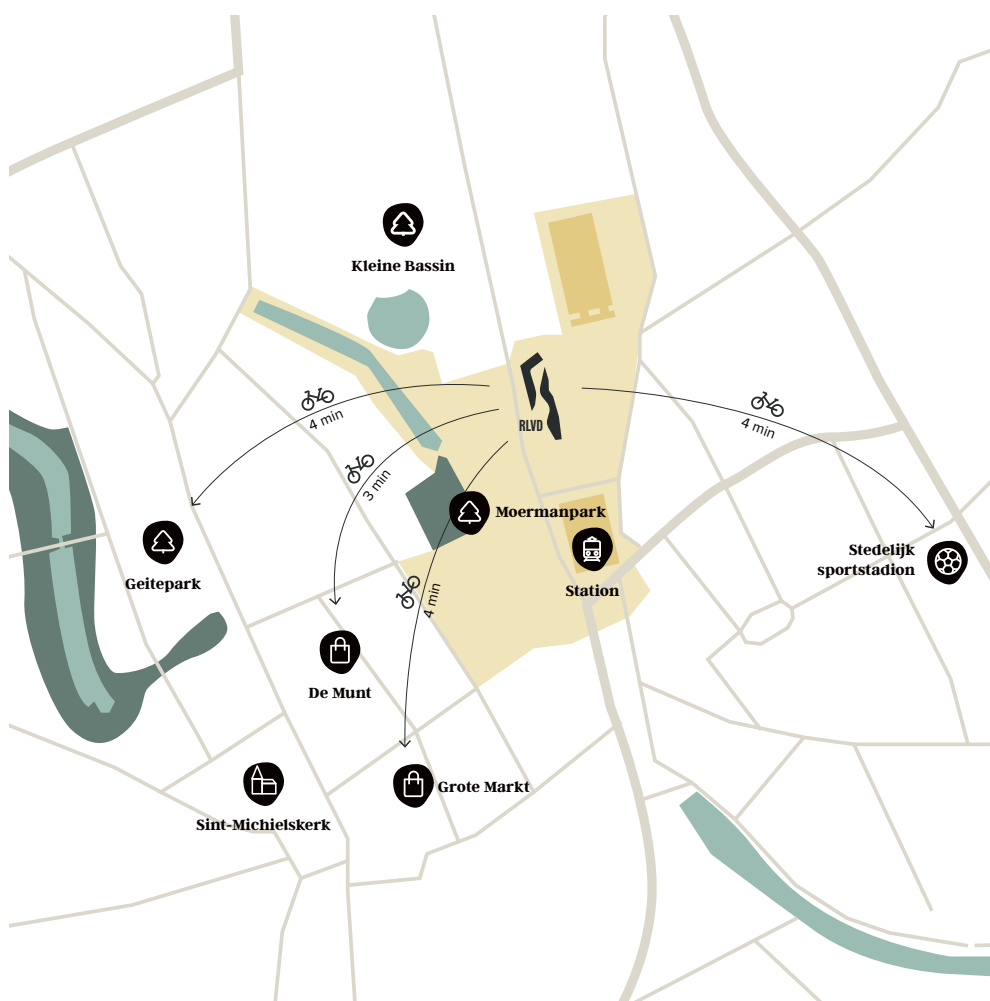 Kleine Bassin
4 min
4 min
RLVD
3 min
Moermanpark
Stedelijk
sportstadion
Geitepark
Station
4 min
De Munt
Grote Markt
Sint-Michielskerk